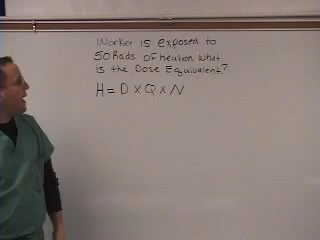 Worker is exposed to
50 Rads of neutron what
is the Dose Equivalent?
H = D x Q x N